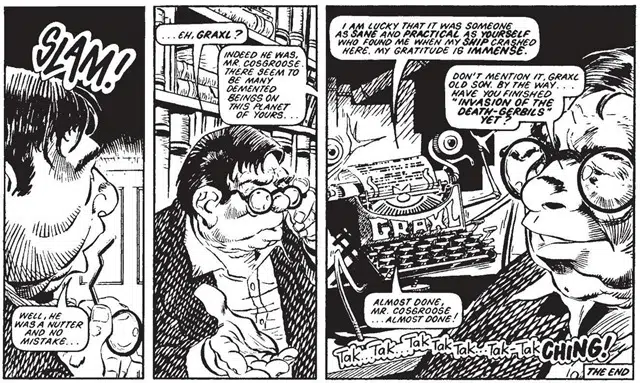 SLAM!
WELL, HE
WAS A NUTTER
AND NO
MISTAKE...
...EH, GRAXL?
INDEED HE WAS,
MR. COSGROOSE.
THERE SEEM TO
BE MANY
DEMENTED
BEINGS ON
THIS PLANET
OF YOURS...
I AM LUCKY THAT IT WAS SOMEONE
AS SANE AND PRACTICAL AS YOURSELF
WHO FOUND ME WHEN MY SHIP CRASHED
HERE. MY GRATITUDE IS IMMENSE.
DON'T MENTION IT, GRAXL
OLD SON. BY THE WAY...
HAVE YOU FINISHED
"INVASION OF THE
DEATH-GERBILS"
YET?
GRAXL
ALMOST DONE,
MR. COSGROOSE
...ALMOST DONE!
TaK...TaK...TaKTaKTaK...TaK-TaK CHING!
10
THE END